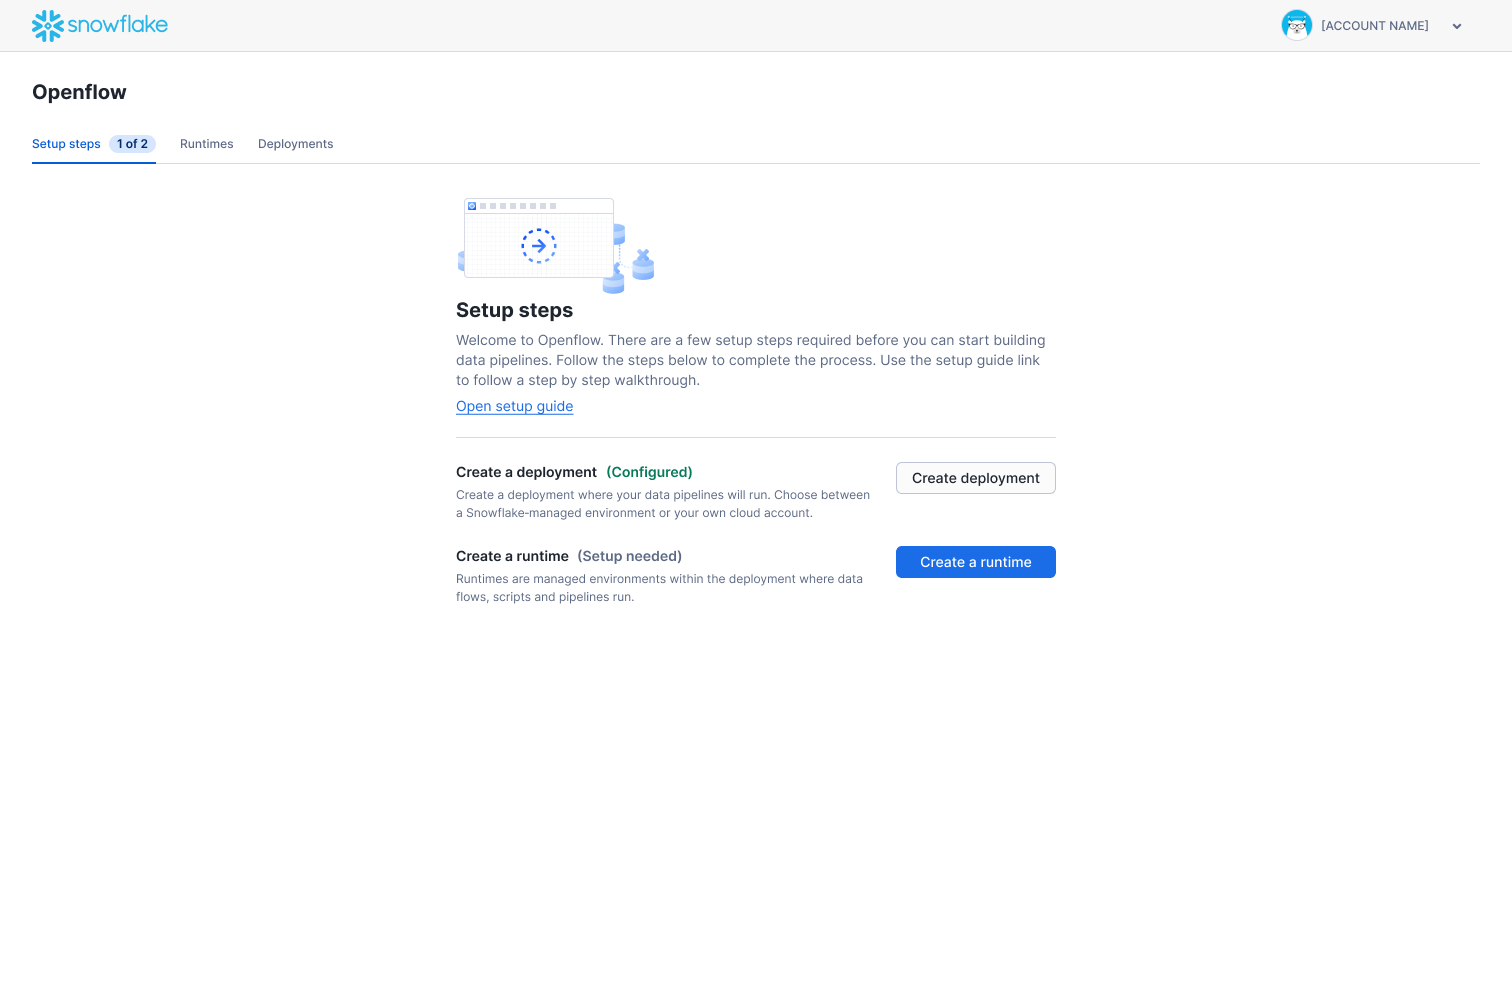 snowflake
[ACCOUNT NAME]
Openflow
Setup steps 1 of 2 Runtimes Deployments
Setup steps
Welcome to Openflow. There are a few setup steps required before you can start building
data pipelines. Follow the steps below to complete the process. Use the setup guide link
to follow a step by step walkthrough.
Open setup guide
Create a deployment (Configured)
Create deployment
Create a deployment where your data pipelines will run. Choose between
a Snowflake-managed environment or your own cloud account.
Create a runtime (Setup needed)
Create a runtime
Runtimes are managed environments within the deployment where data
flows, scripts and pipelines run.